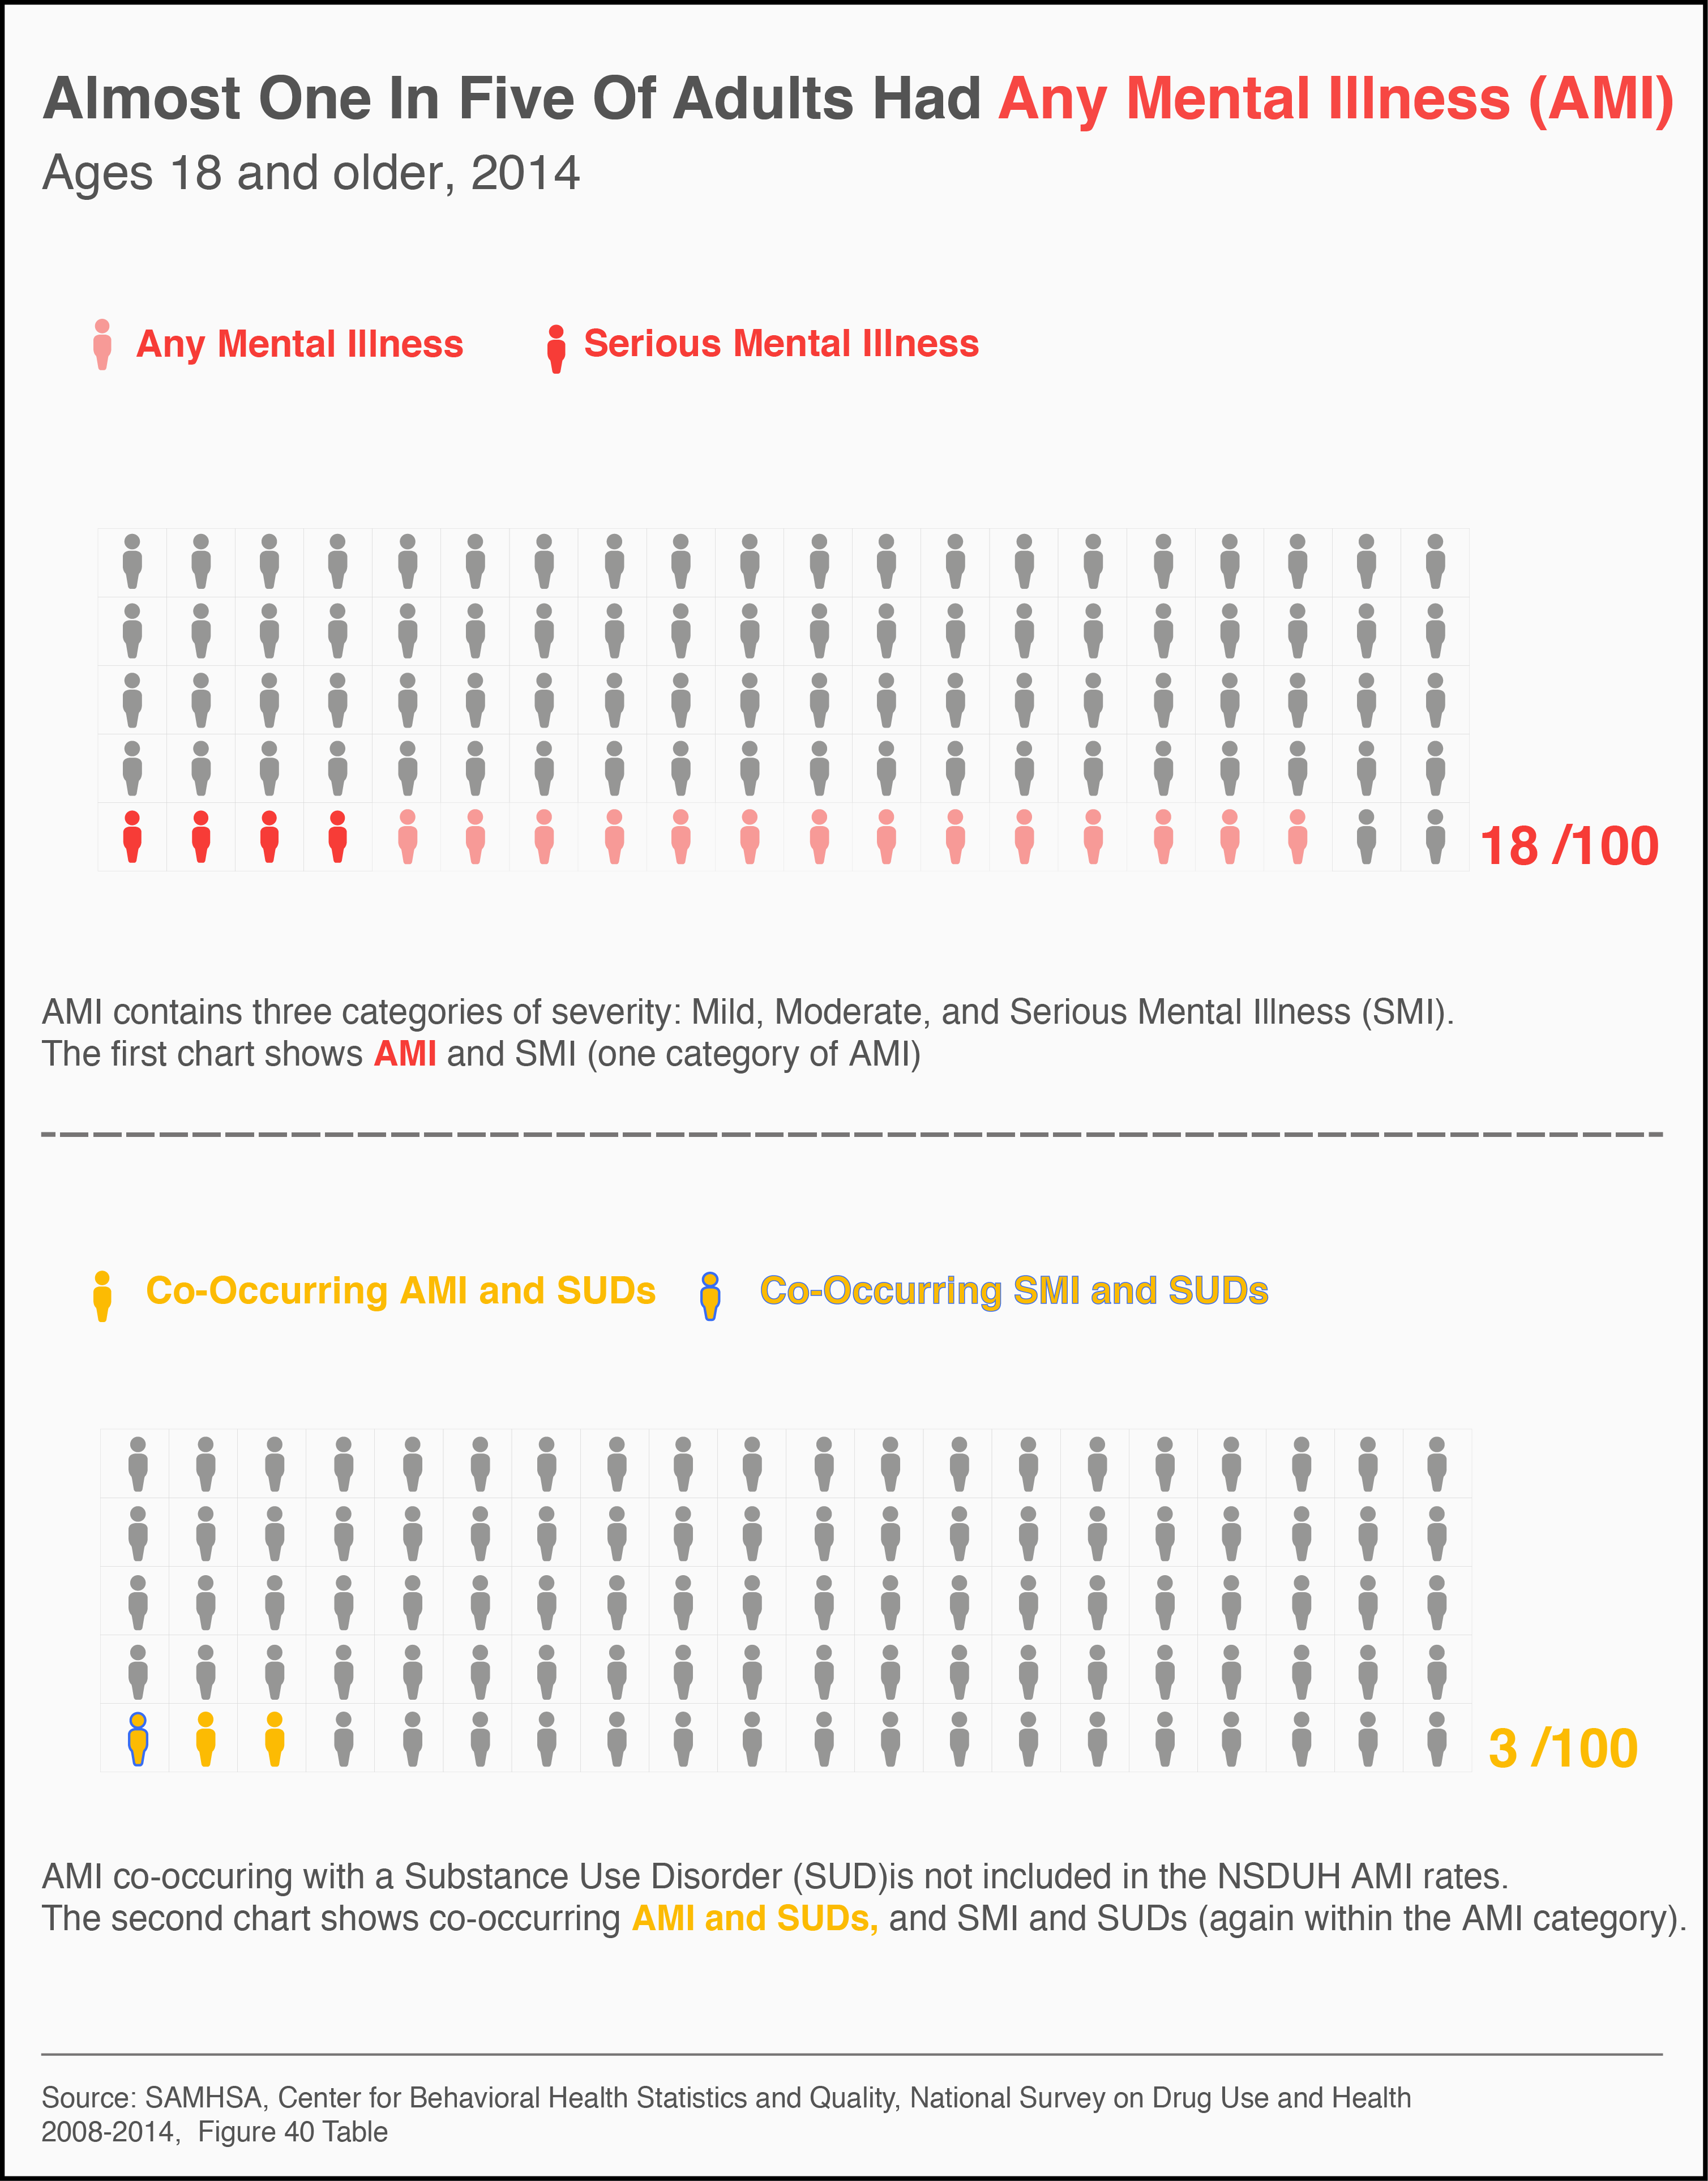 Almost One In Five Of Adults Had Any Mental Illness (AMI)
Ages 18 and older, 2014
Any Mental Illness Serious Mental Illness
18 /100
AMI contains three categories of severity: Mild, Moderate, and Serious Mental Illness (SMI).
The first chart shows AMI and SMI (one category of AMI)
Co-Occurring AMI and SUDs Co-Occurring SMI and SUDs
3 /100
AMI co-occuring with a Substance Use Disorder (SUD)is not included in the NSDUH AMI rates.
The second chart shows co-occurring AMI and SUDs, and SMI and SUDs (again within the AMI category).
Source: SAMHSA, Center for Behavioral Health Statistics and Quality, National Survey on Drug Use and Health
2008-2014, Figure 40 Table